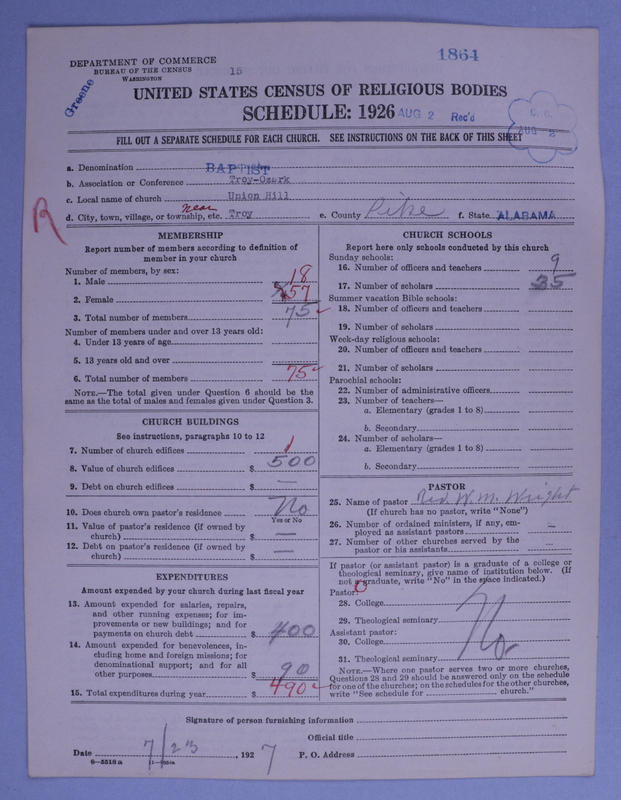 1864
DEPARTMENT OF COMMERCE
BUREAU OF THE CENSUS
WASHINGTON
15
Greene
UNITED STATES CENSUS OF RELIGIOUS BODIES
SCHEDULE: 1926
AUG 2 Rec'd
AUG 2
FILL OUT A SEPARATE SCHEDULE FOR EACH CHURCH. SEE INSTRUCTIONS ON THE BACK OF THIS SHEET
a. Denomination BAPTIST
b. Association or Conference Troy-Ozark
c. Local name of church Union Hill
R
d. City, town, village, or township, etc. near Troy e. County Pike f. State ALABAMA
MEMBERSHIP
Report number of members according to definition of
member in your church
Number of members, by sex:
1. Male 18
2. Female 57
3. Total number of members 75
Number of members under and over 13 years old:
4. Under 13 years of age
5. 13 years old and over
6. Total number of members 75
NOTE.—The total given under Question 6 should be
same as the total of males and females given under Question 3.
CHURCH BUILDINGS
See instructions, paragraphs 10 to 12
7. Number of church edifices 1
8. Value of church edifices $ 500
9. Debt on church edifices $ —
10. Does church own pastor's residence No
Yes or No
11. Value of pastor's residence (if owned by
church) $ —
12. Debt on pastor's residence (if owned by
church) $ —
EXPENDITURES
Amount expended by your church during last fiscal year
13. Amount expended for salaries, repairs,
and other running expenses; for im-
provements or new buildings; and for
payments on church debt $ 400
14. Amount expended for benevolences, in-
cluding home and foreign missions; for
denominational support; and for all
other purposes $ 90
15. Total expenditures during year $ 490
CHURCH SCHOOLS
Report here only schools conducted by this church
Sunday schools:
16. Number of officers and teachers 9
17. Number of scholars 35
Summer vacation Bible schools:
18. Number of officers and teachers
19. Number of scholars
Week-day religious schools:
20. Number of officers and teachers
21. Number of scholars
Parochial schools:
22. Number of administrative officers
23. Number of teachers—
a. Elementary (grades 1 to 8)
b. Secondary
24. Number of scholars—
a. Elementary (grades 1 to 8)
b. Secondary
PASTOR
25. Name of pastor Rev. W. M. Wright
(If church has no pastor, write "None")
26. Number of ordained ministers, if any, em-
ployed as assistant pastors —
27. Number of other churches served by the
pastor or his assistants —
If pastor (or assistant pastor) is a graduate of a college or
theological seminary, give name of institution below. (If
not a graduate, write "No" in the space indicated.)
Pastor: 0
28. College
29. Theological seminary No
Assistant pastor:
30. College
31. Theological seminary
NOTE.—Where one pastor serves two or more churches,
Questions 28 and 29 should be answered only on the schedule
for one of the churches; on the schedules for the other churches,
write "See schedule for church."
Signature of person furnishing information
Official title
Date 7/23, 1927 P. O. Address